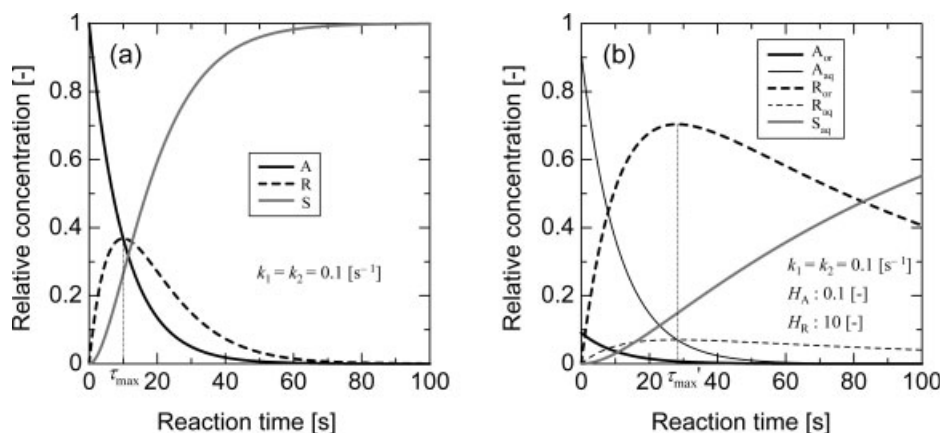 (a)
Relative concentration [-]
1
0.8
0.6
0.4
0.2
0
A
R
S
k₁ = k₂ = 0.1 [s⁻¹]
0 τmax 20 40 60 80 100
Reaction time [s]
(b)
Relative concentration [-]
1
0.8
0.6
0.4
0.2
0
Aor
Aaq
Ror
Raq
Saq
k₁ = k₂ = 0.1 [s⁻¹]
HA : 0.1 [-]
HR : 10 [-]
0 20 τmax' 40 60 80 100
Reaction time [s]